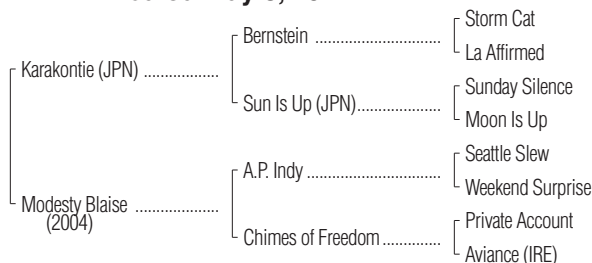 Storm Cat
Bernstein ..............................
La Affirmed
Karakontie (JPN) ..................
Sunday Silence
Sun Is Up (JPN)....................
Moon Is Up
Seattle Slew
A.P. Indy ................................
Weekend Surprise
Modesty Blaise ....................
(2004)
Private Account
Chimes of Freedom..............
Aviance (IRE)